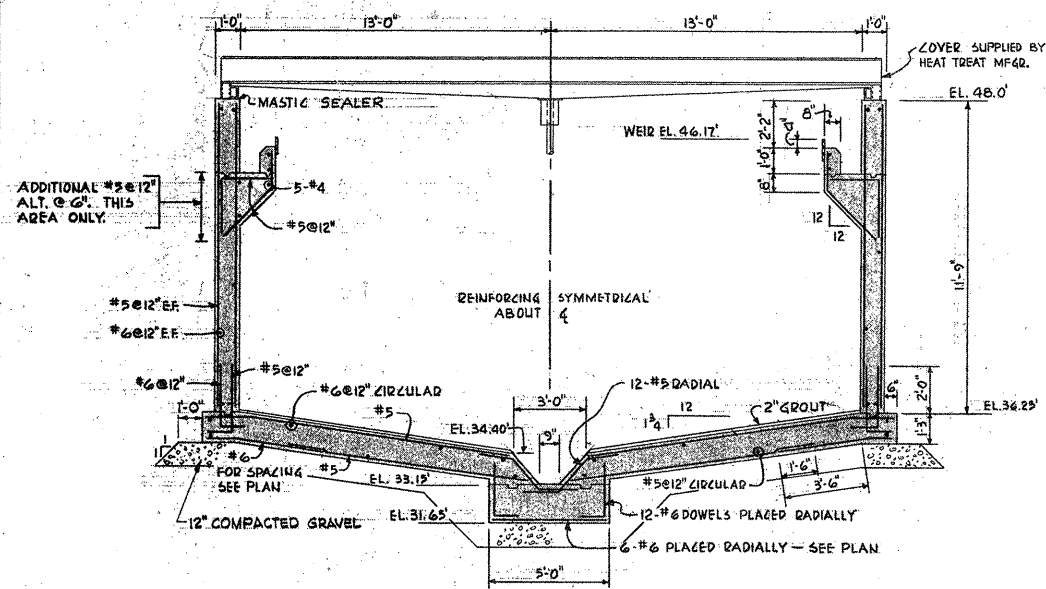 1'-0"
13'-0"
13'-0"
1'-0"
COVER SUPPLIED BY
HEAT TREAT MFGR.
EL. 48.0'
MASTIC SEALER
WEIR EL. 46.17'
2'-2"
4"
8"
1'-0"
8"
ADDITIONAL #5@12"
ALT. @ 6". THIS
AREA ONLY.
5-#4
#5@12"
12
12
11'-9"
REINFORCING SYMMETRICAL
ABOUT ℄
#5@12" E.F.
#6@12" E.F.
#5@12"
#6@12"
#6@12" CIRCULAR
12-#5 RADIAL
6"
2'-0"
1'-0"
#5
3'-0"
12
1 3/4
2" GROUT
EL. 36.25'
EL. 34.40'
9"
1'-3"
1
1
#6
FOR SPACING
SEE PLAN
#5
EL. 33.15'
#5@12" CIRCULAR
1'-6"
3'-6"
12" COMPACTED GRAVEL
EL. 31.65'
12-#6 DOWELS PLACED RADIALLY
6-#6 PLACED RADIALLY — SEE PLAN
5'-0"